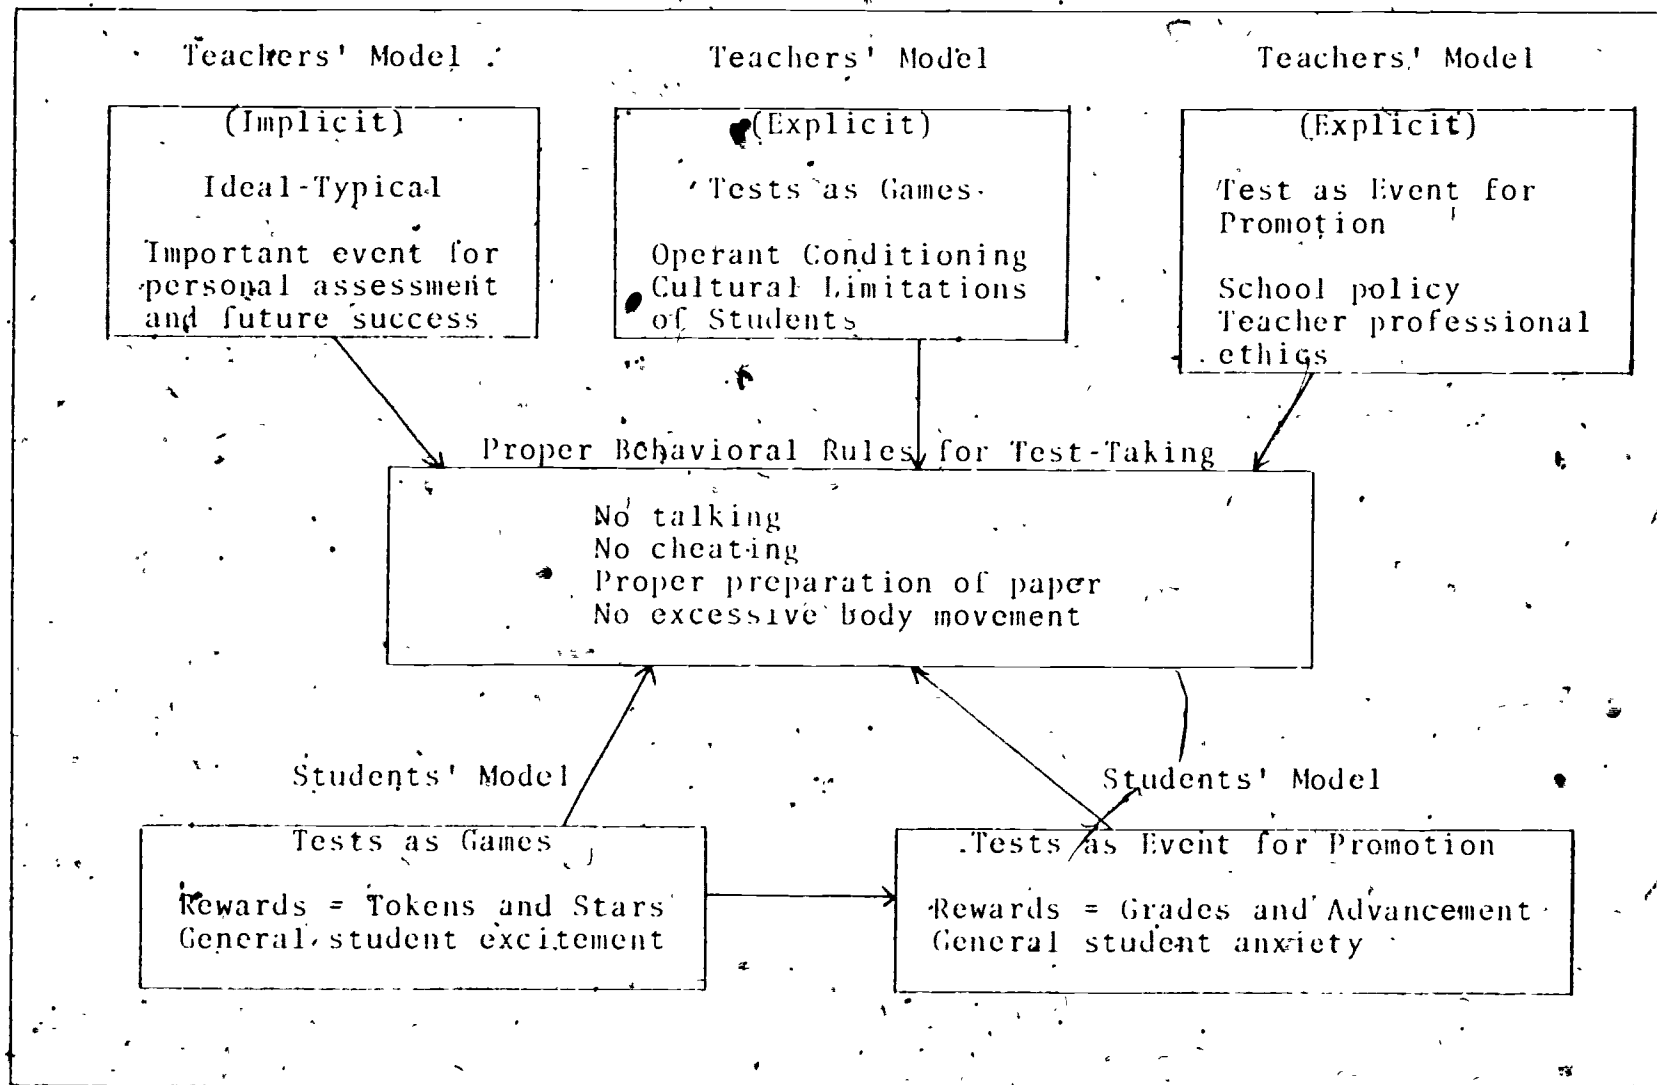 Teachers' Model
(Implicit)
Ideal-Typical
Important event for
personal assessment
and future success
Teachers' Model
(Explicit)
Tests as Games
Operant Conditioning
Cultural Limitations
of Students
Teachers' Model
(Explicit)
Test as Event for
Promotion
School policy
Teacher professional
ethics
Proper Behavioral Rules for Test-Taking
No talking
No cheating
Proper preparation of paper
No excessive body movement
Students' Model
Tests as Games
Rewards = Tokens and Stars
General student excitement
Students' Model
Tests as Event for Promotion
Rewards = Grades and Advancement
General student anxiety